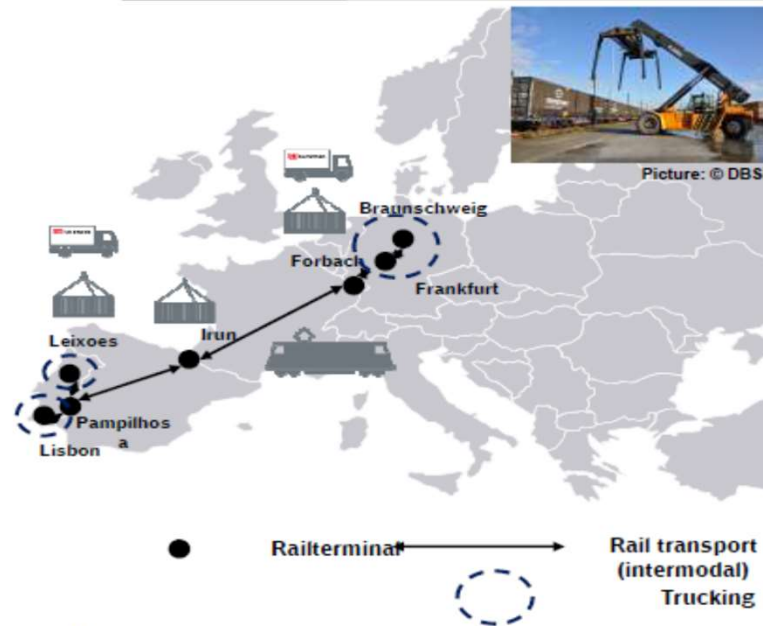 Picture: © DBS
Braunschweig
Forbach
Frankfurt
Leixoes
Irun
Pampilhos
a
Lisbon
Railterminal
Rail transport
(intermodal)
Trucking